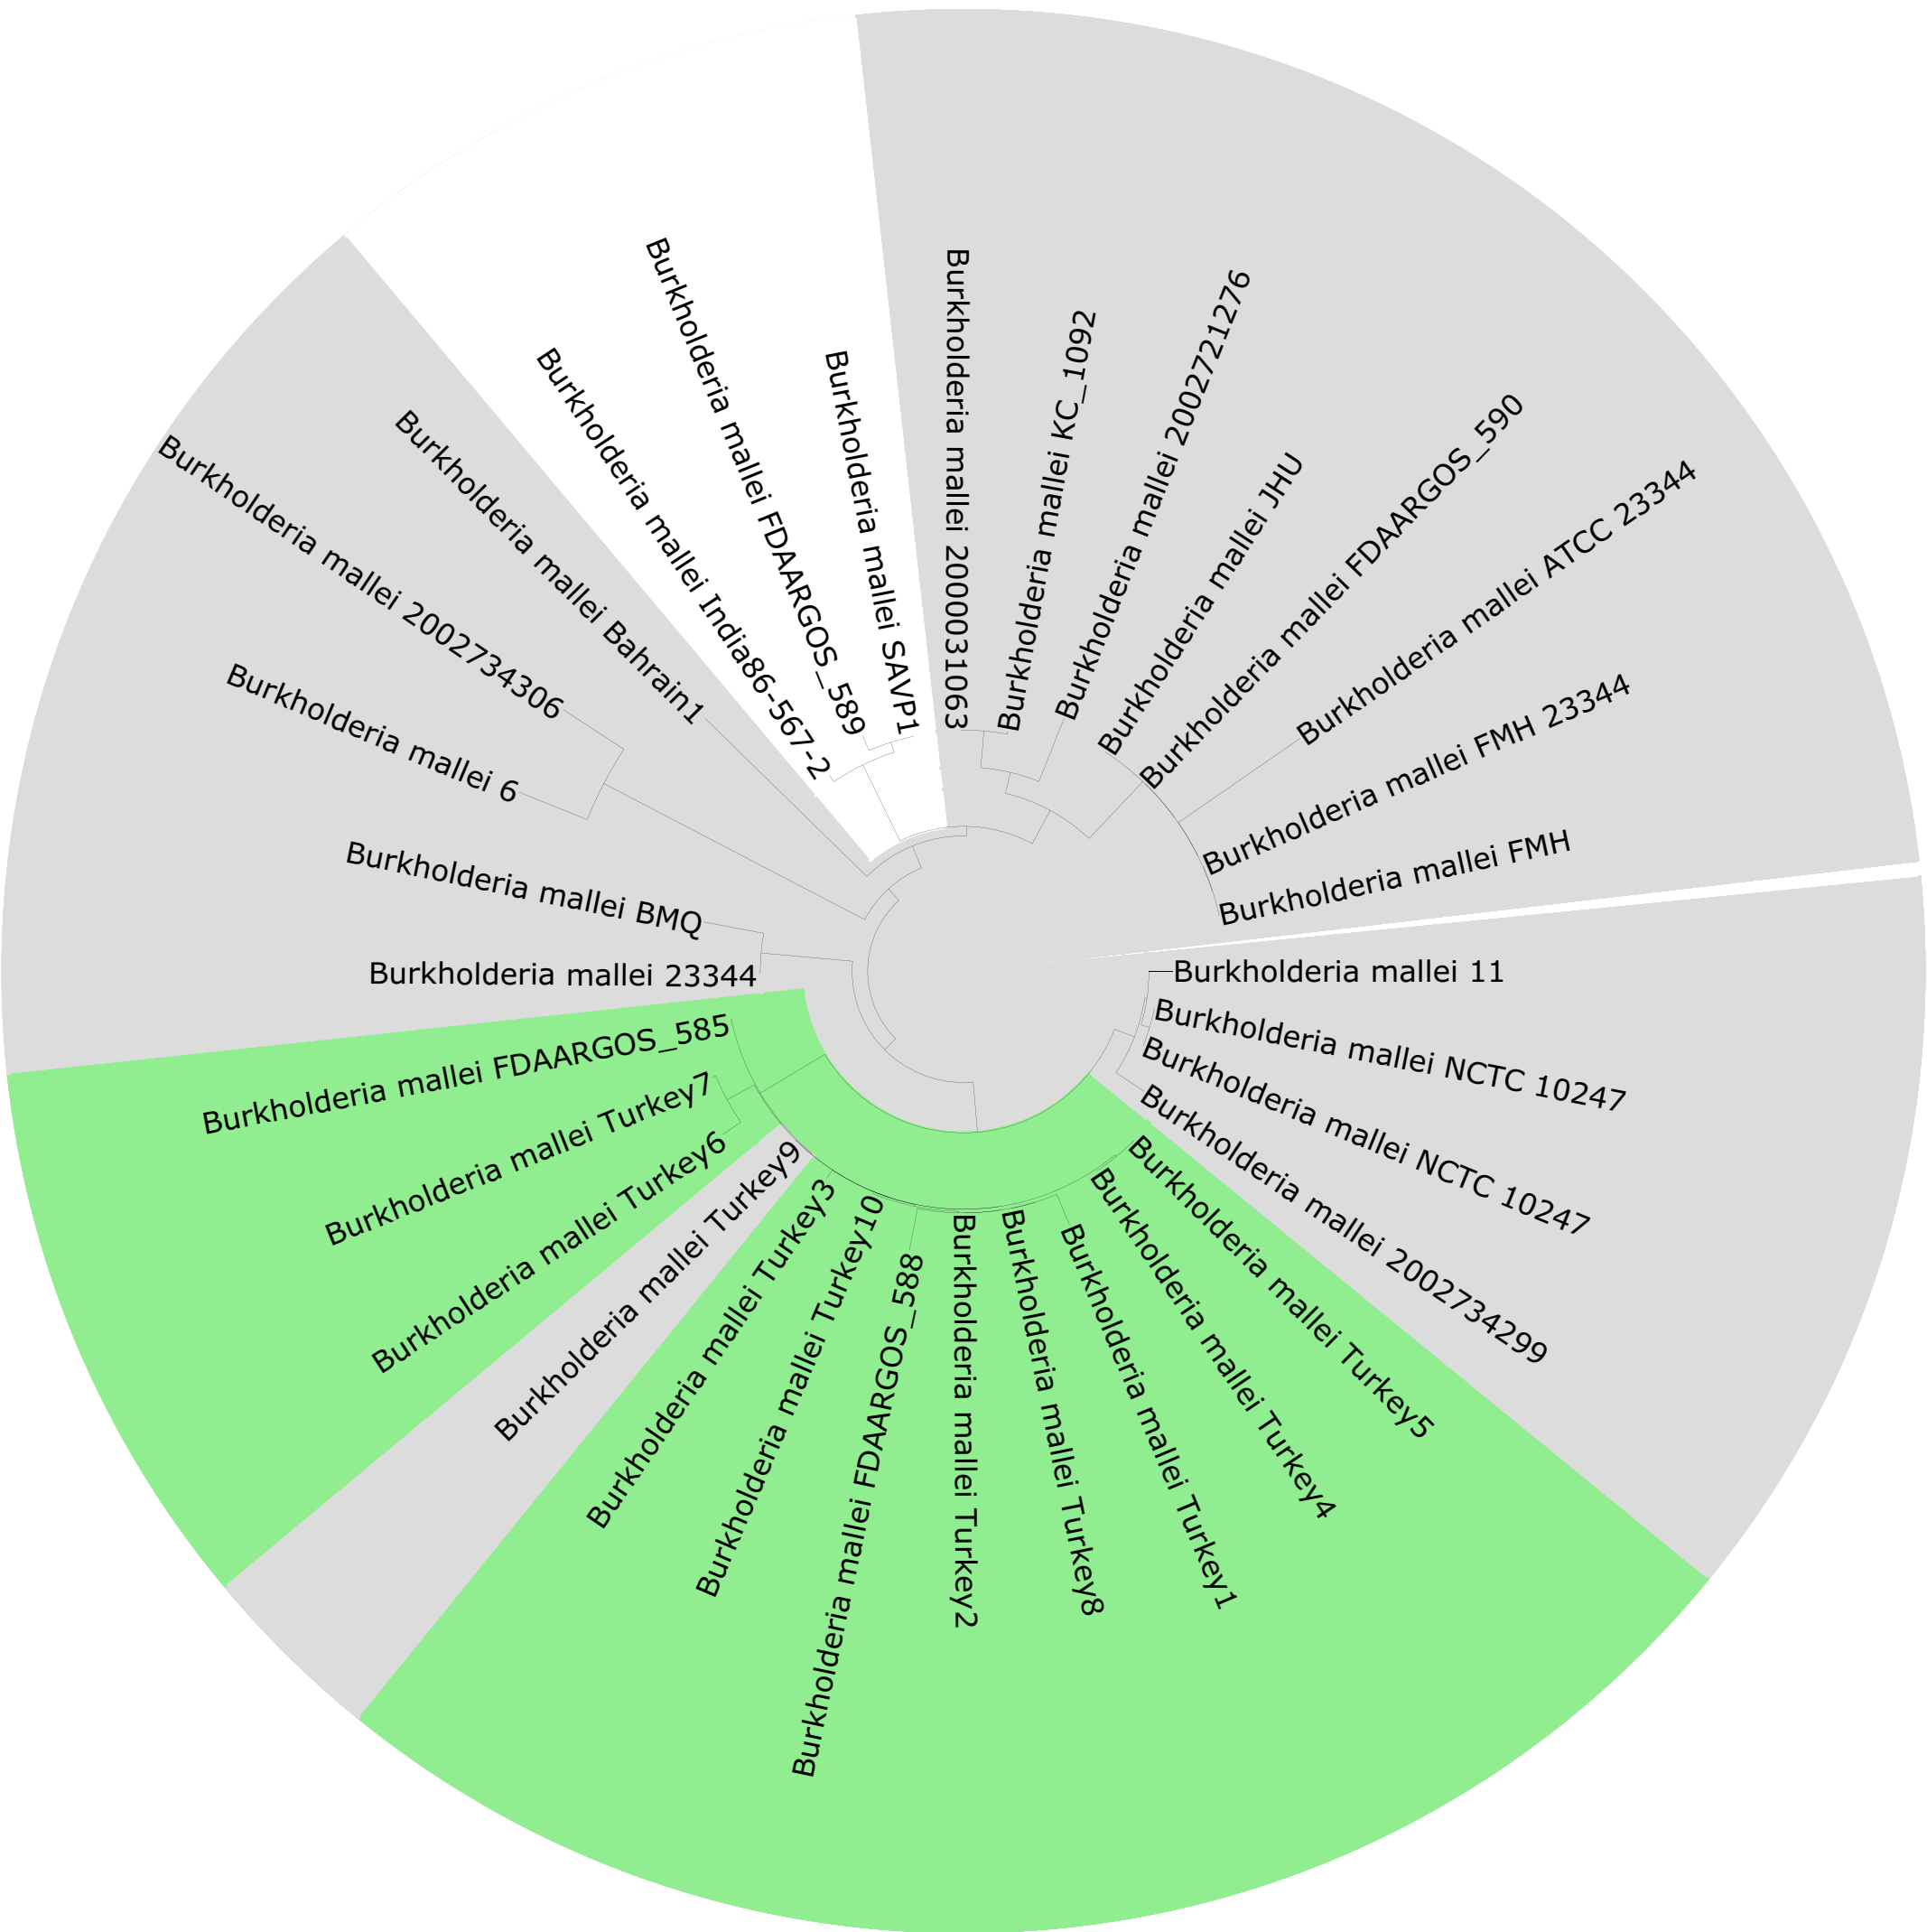 Burkholderia mallei 2000031063
Burkholderia mallei KC_1092
Burkholderia mallei 2002721276
Burkholderia mallei JHU
Burkholderia mallei FDAARGOS_590
Burkholderia mallei ATCC 23344
Burkholderia mallei FMH 23344
Burkholderia mallei FMH
Burkholderia mallei 11
Burkholderia mallei NCTC 10247
Burkholderia mallei NCTC 10247
Burkholderia mallei 2002734299
Burkholderia mallei Turkey5
Burkholderia mallei Turkey4
Burkholderia mallei Turkey1
Burkholderia mallei Turkey8
Burkholderia mallei Turkey2
Burkholderia mallei FDAARGOS_588
Burkholderia mallei Turkey10
Burkholderia mallei Turkey3
Burkholderia mallei Turkey9
Burkholderia mallei Turkey6
Burkholderia mallei Turkey7
Burkholderia mallei FDAARGOS_585
Burkholderia mallei 23344
Burkholderia mallei BMQ
Burkholderia mallei 6
Burkholderia mallei 2002734306
Burkholderia mallei Bahrain1
Burkholderia mallei India86-567-2
Burkholderia mallei FDAARGOS_589
Burkholderia mallei SAVP1